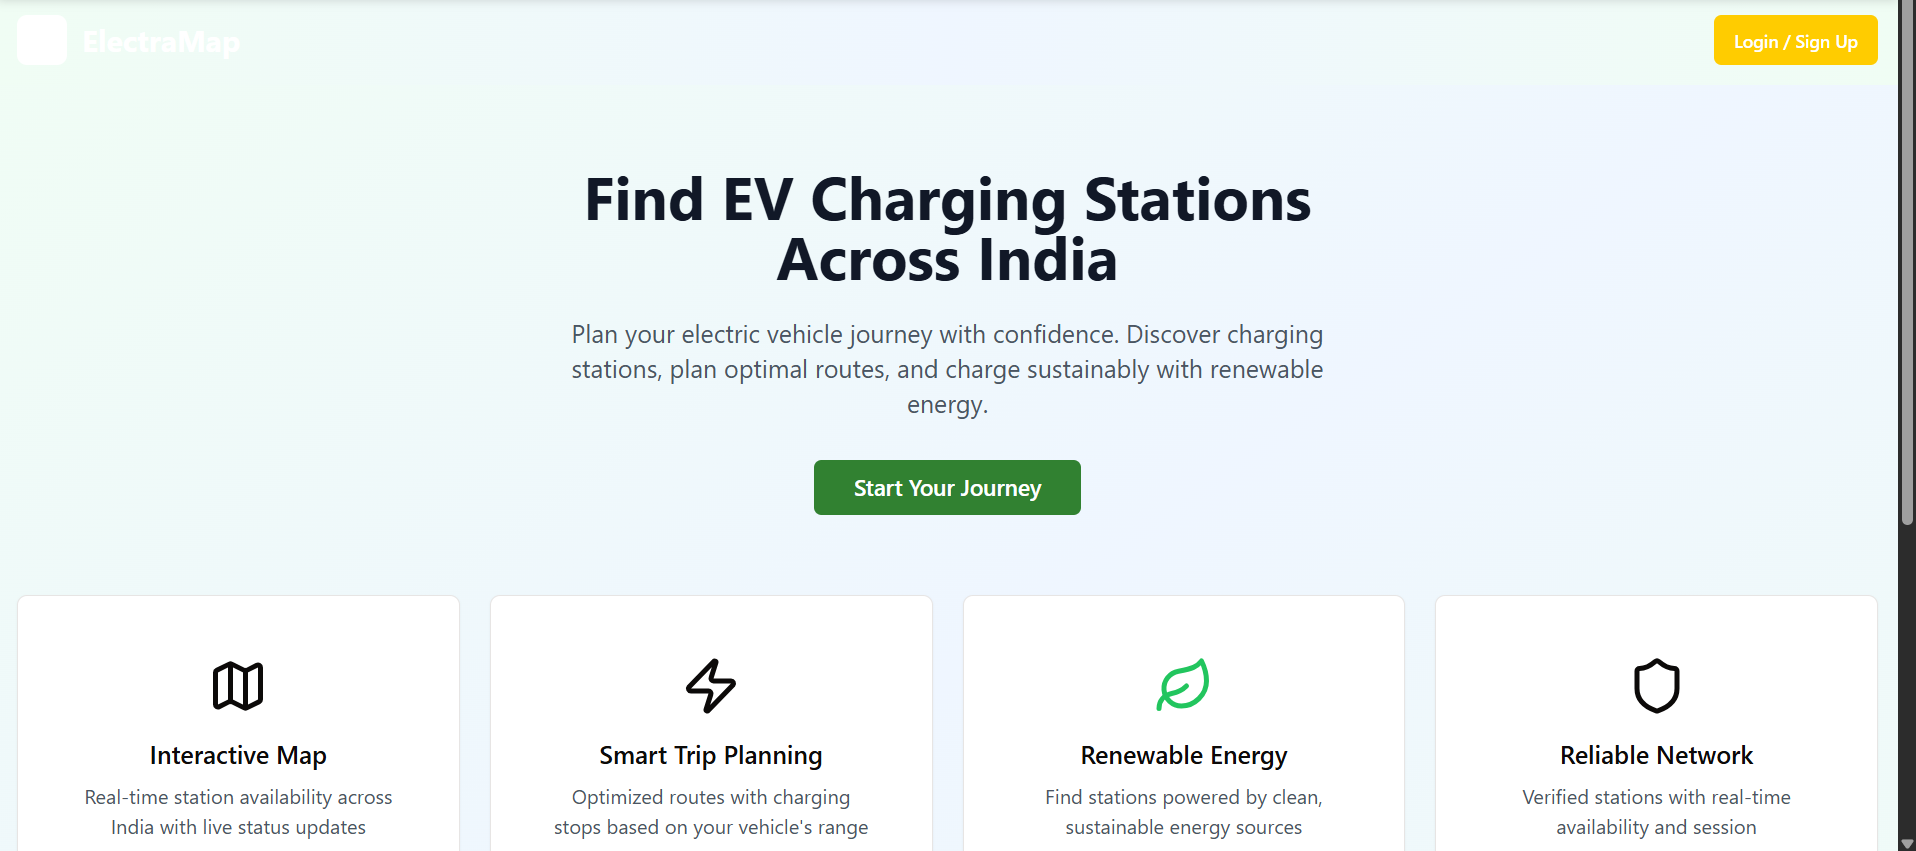 ElectraMap
Login / Sign Up
Find EV Charging Stations
Across India
Plan your electric vehicle journey with confidence. Discover charging
stations, plan optimal routes, and charge sustainably with renewable
energy.
Start Your Journey
Interactive Map
Real-time station availability across
India with live status updates
Smart Trip Planning
Optimized routes with charging
stops based on your vehicle's range
Renewable Energy
Find stations powered by clean,
sustainable energy sources
Reliable Network
Verified stations with real-time
availability and session